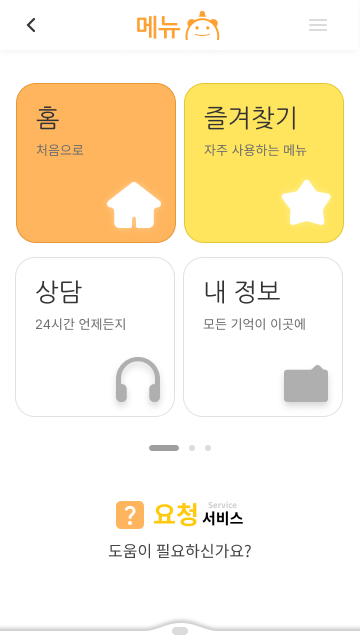 메뉴
홈
처음으로
즐겨찾기
자주 사용하는 메뉴
상담
24시간 언제든지
내 정보
모든 기억이 이곳에
?
요청
Service
서비스
도움이 필요하신가요?